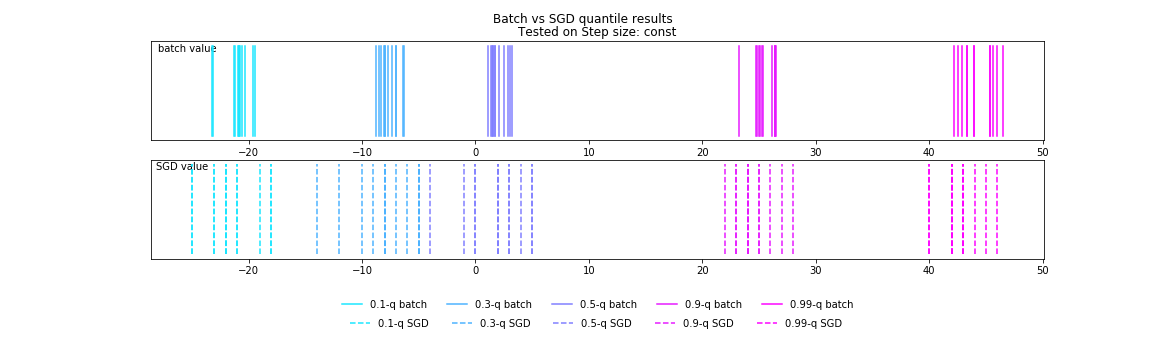 Batch vs SGD quantile results
Tested on Step size: const
batch value
−20 −10 0 10 20 30 40 50
SGD value
−20 −10 0 10 20 30 40 50
0.1-q batch 0.3-q batch 0.5-q batch 0.9-q batch 0.99-q batch
0.1-q SGD 0.3-q SGD 0.5-q SGD 0.9-q SGD 0.99-q SGD